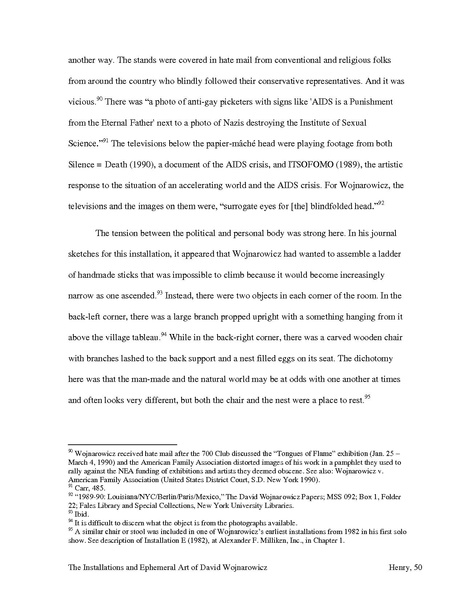 another way. The stands were covered in hate mail from conventional and religious folks
from around the country who blindly followed their conservative representatives. And it was
vicious.90 There was “a photo of anti-gay picketers with signs like 'AIDS is a Punishment
from the Eternal Father' next to a photo of Nazis destroying the Institute of Sexual
Science.”91 The televisions below the papier-mâché head were playing footage from both
Silence = Death (1990), a document of the AIDS crisis, and ITSOFOMO (1989), the artistic
response to the situation of an accelerating world and the AIDS crisis. For Wojnarowicz, the
televisions and the images on them were, “surrogate eyes for [the] blindfolded head.”92
The tension between the political and personal body was strong here. In his journal
sketches for this installation, it appeared that Wojnarowicz had wanted to assemble a ladder
of handmade sticks that was impossible to climb because it would become increasingly
narrow as one ascended.93 Instead, there were two objects in each corner of the room. In the
back-left corner, there was a large branch propped upright with a something hanging from it
above the village tableau.94 While in the back-right corner, there was a carved wooden chair
with branches lashed to the back support and a nest filled eggs on its seat. The dichotomy
here was that the man-made and the natural world may be at odds with one another at times
and often looks very different, but both the chair and the nest were a place to rest.95
90 Wojnarowicz received hate mail after the 700 Club discussed the “Tongues of Flame” exhibition (Jan. 25 –
March 4, 1990) and the American Family Association distorted images of his work in a pamphlet they used to
rally against the NEA funding of exhibitions and artists they deemed obscene. See also: Wojnarowicz v.
American Family Association (United States District Court, S.D. New York 1990).
91 Carr, 485.
92 “1989-90: Louisiana/NYC/Berlin/Paris/Mexico,” The David Wojnarowicz Papers; MSS 092; Box 1, Folder
22; Fales Library and Special Collections, New York University Libraries.
93 Ibid.
94 It is difficult to discern what the object is from the photographs available.
95 A similar chair or stool was included in one of Wojnarowicz’s earliest installations from 1982 in his first solo
show. See description of Installation E (1982), at Alexander F. Milliken, Inc., in Chapter 1.
The Installations and Ephemeral Art of David Wojnarowicz
Henry, 50